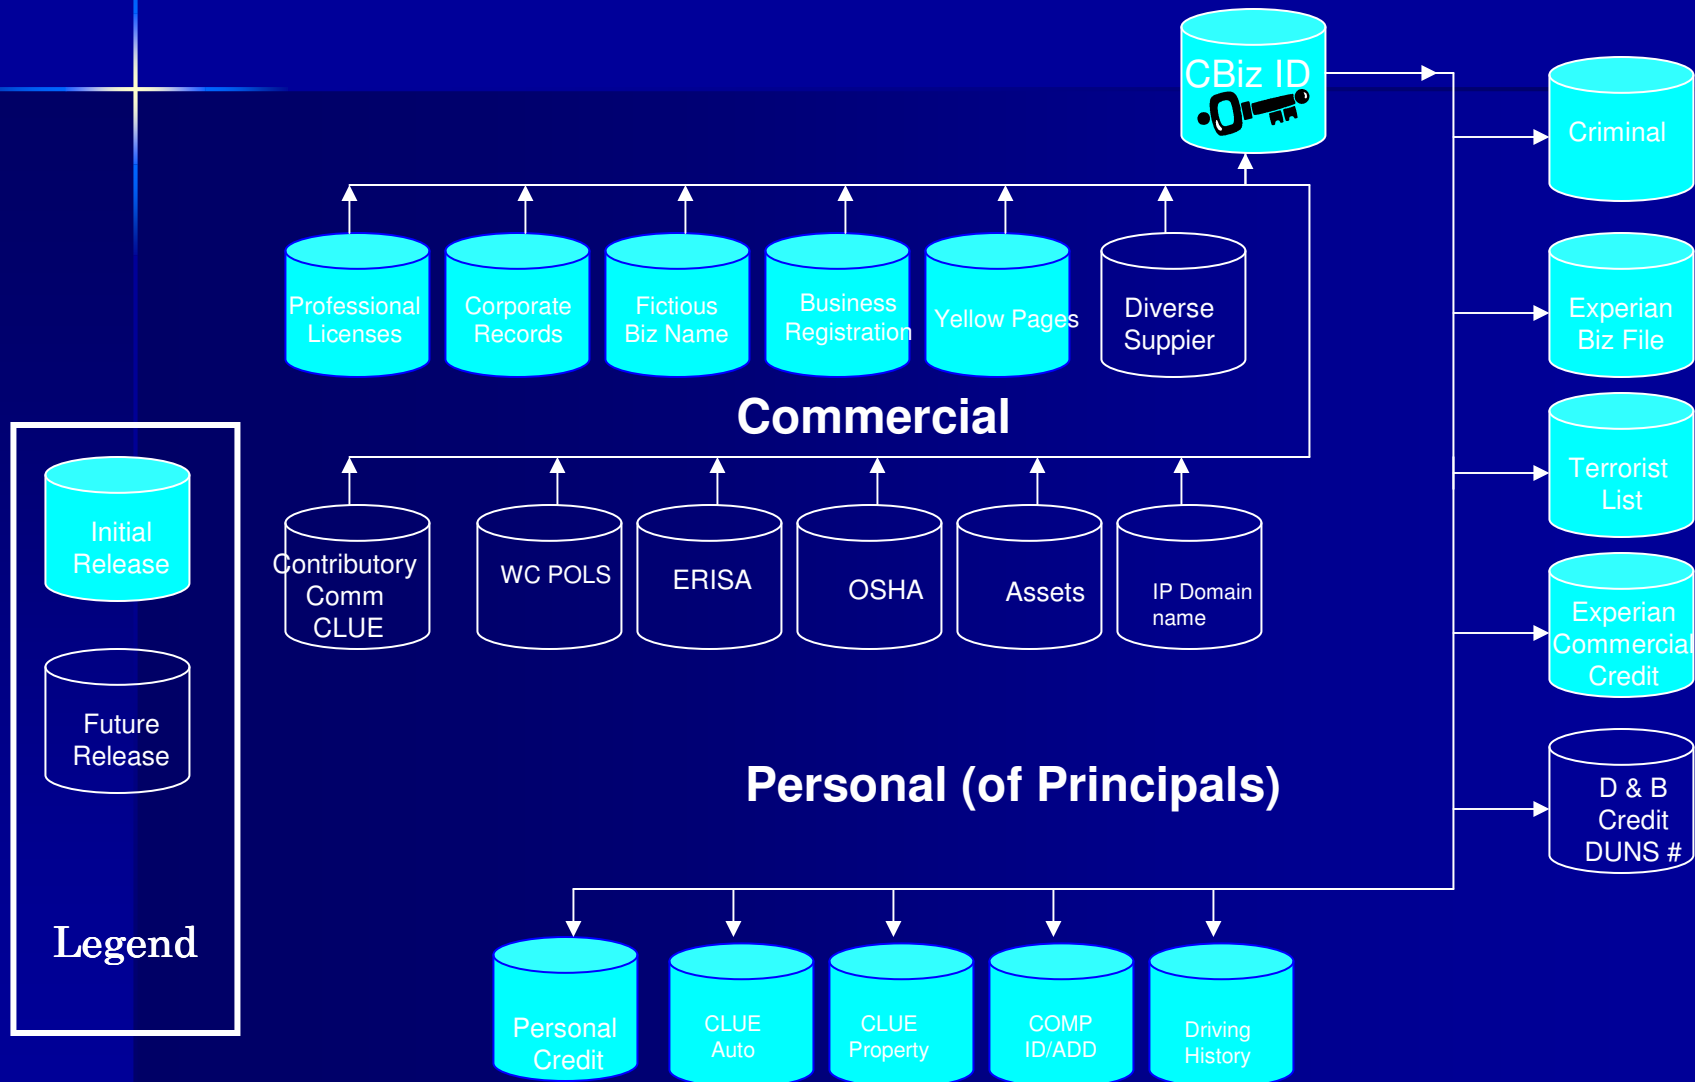 CBiz ID
Criminal
Professional
Licenses
Corporate
Records
Fictious
Biz Name
Business
Registration
Yellow Pages
Diverse
Suppier
Experian
Biz File
Commercial
Terrorist
List
Initial
Release
Contributory
Comm
CLUE
WC POLS
ERISA
OSHA
Assets
IP Domain
name
Experian
Commercial
Credit
Future
Release
Personal (of Principals)
D & B
Credit
DUNS #
Legend
Personal
Credit
CLUE
Auto
CLUE
Property
COMP
ID/ADD
Driving
History